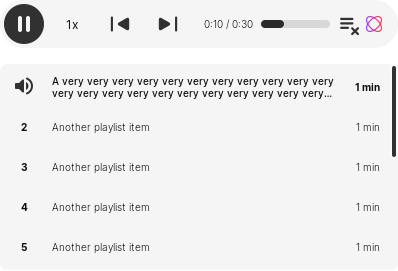 1x
0:10 / 0:30
A very very very very very very very very very very very
very very very very very very very very very very very...
1 min
2 Another playlist item 1 min
3 Another playlist item 1 min
4 Another playlist item 1 min
5 Another playlist item 1 min